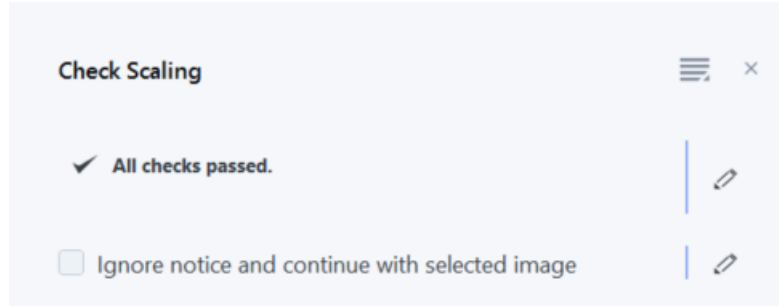 Check Scaling
All checks passed.
Ignore notice and continue with selected image